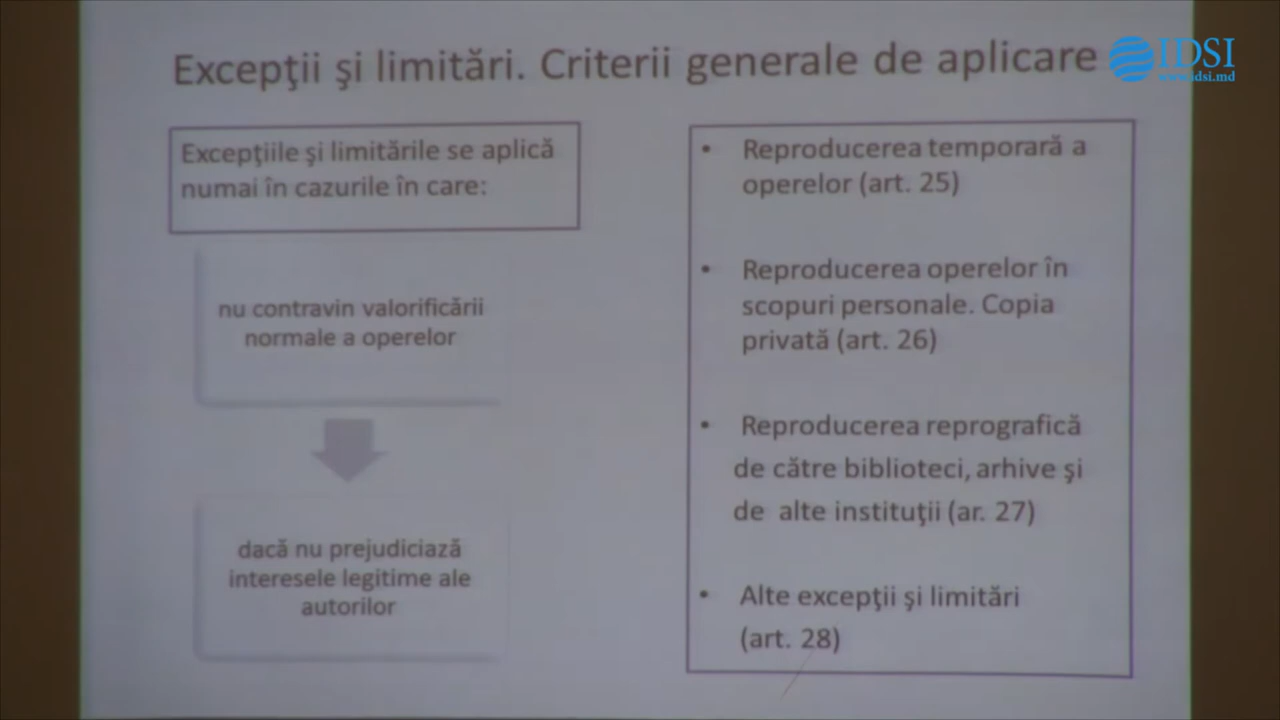 Excepţii şi limitări. Criterii generale de aplicare
IDSI
www.idsi.md
Excepţiile şi limitările se aplică
numai în cazurile în care:
nu contravin valorificării
normale a operelor
dacă nu prejudiciază
interesele legitime ale
autorilor
• Reproducerea temporară a
operelor (art. 25)
• Reproducerea operelor în
scopuri personale. Copia
privată (art. 26)
• Reproducerea reprografică
de către biblioteci, arhive şi
de alte instituţii (ar. 27)
• Alte excepţii şi limitări
(art. 28)